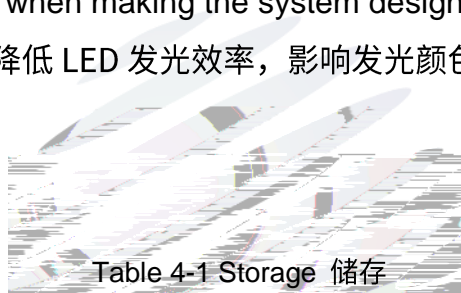 when making the system design
降低 LED 发光效率，影响发光颜色
Table 4-1 Storage 储存